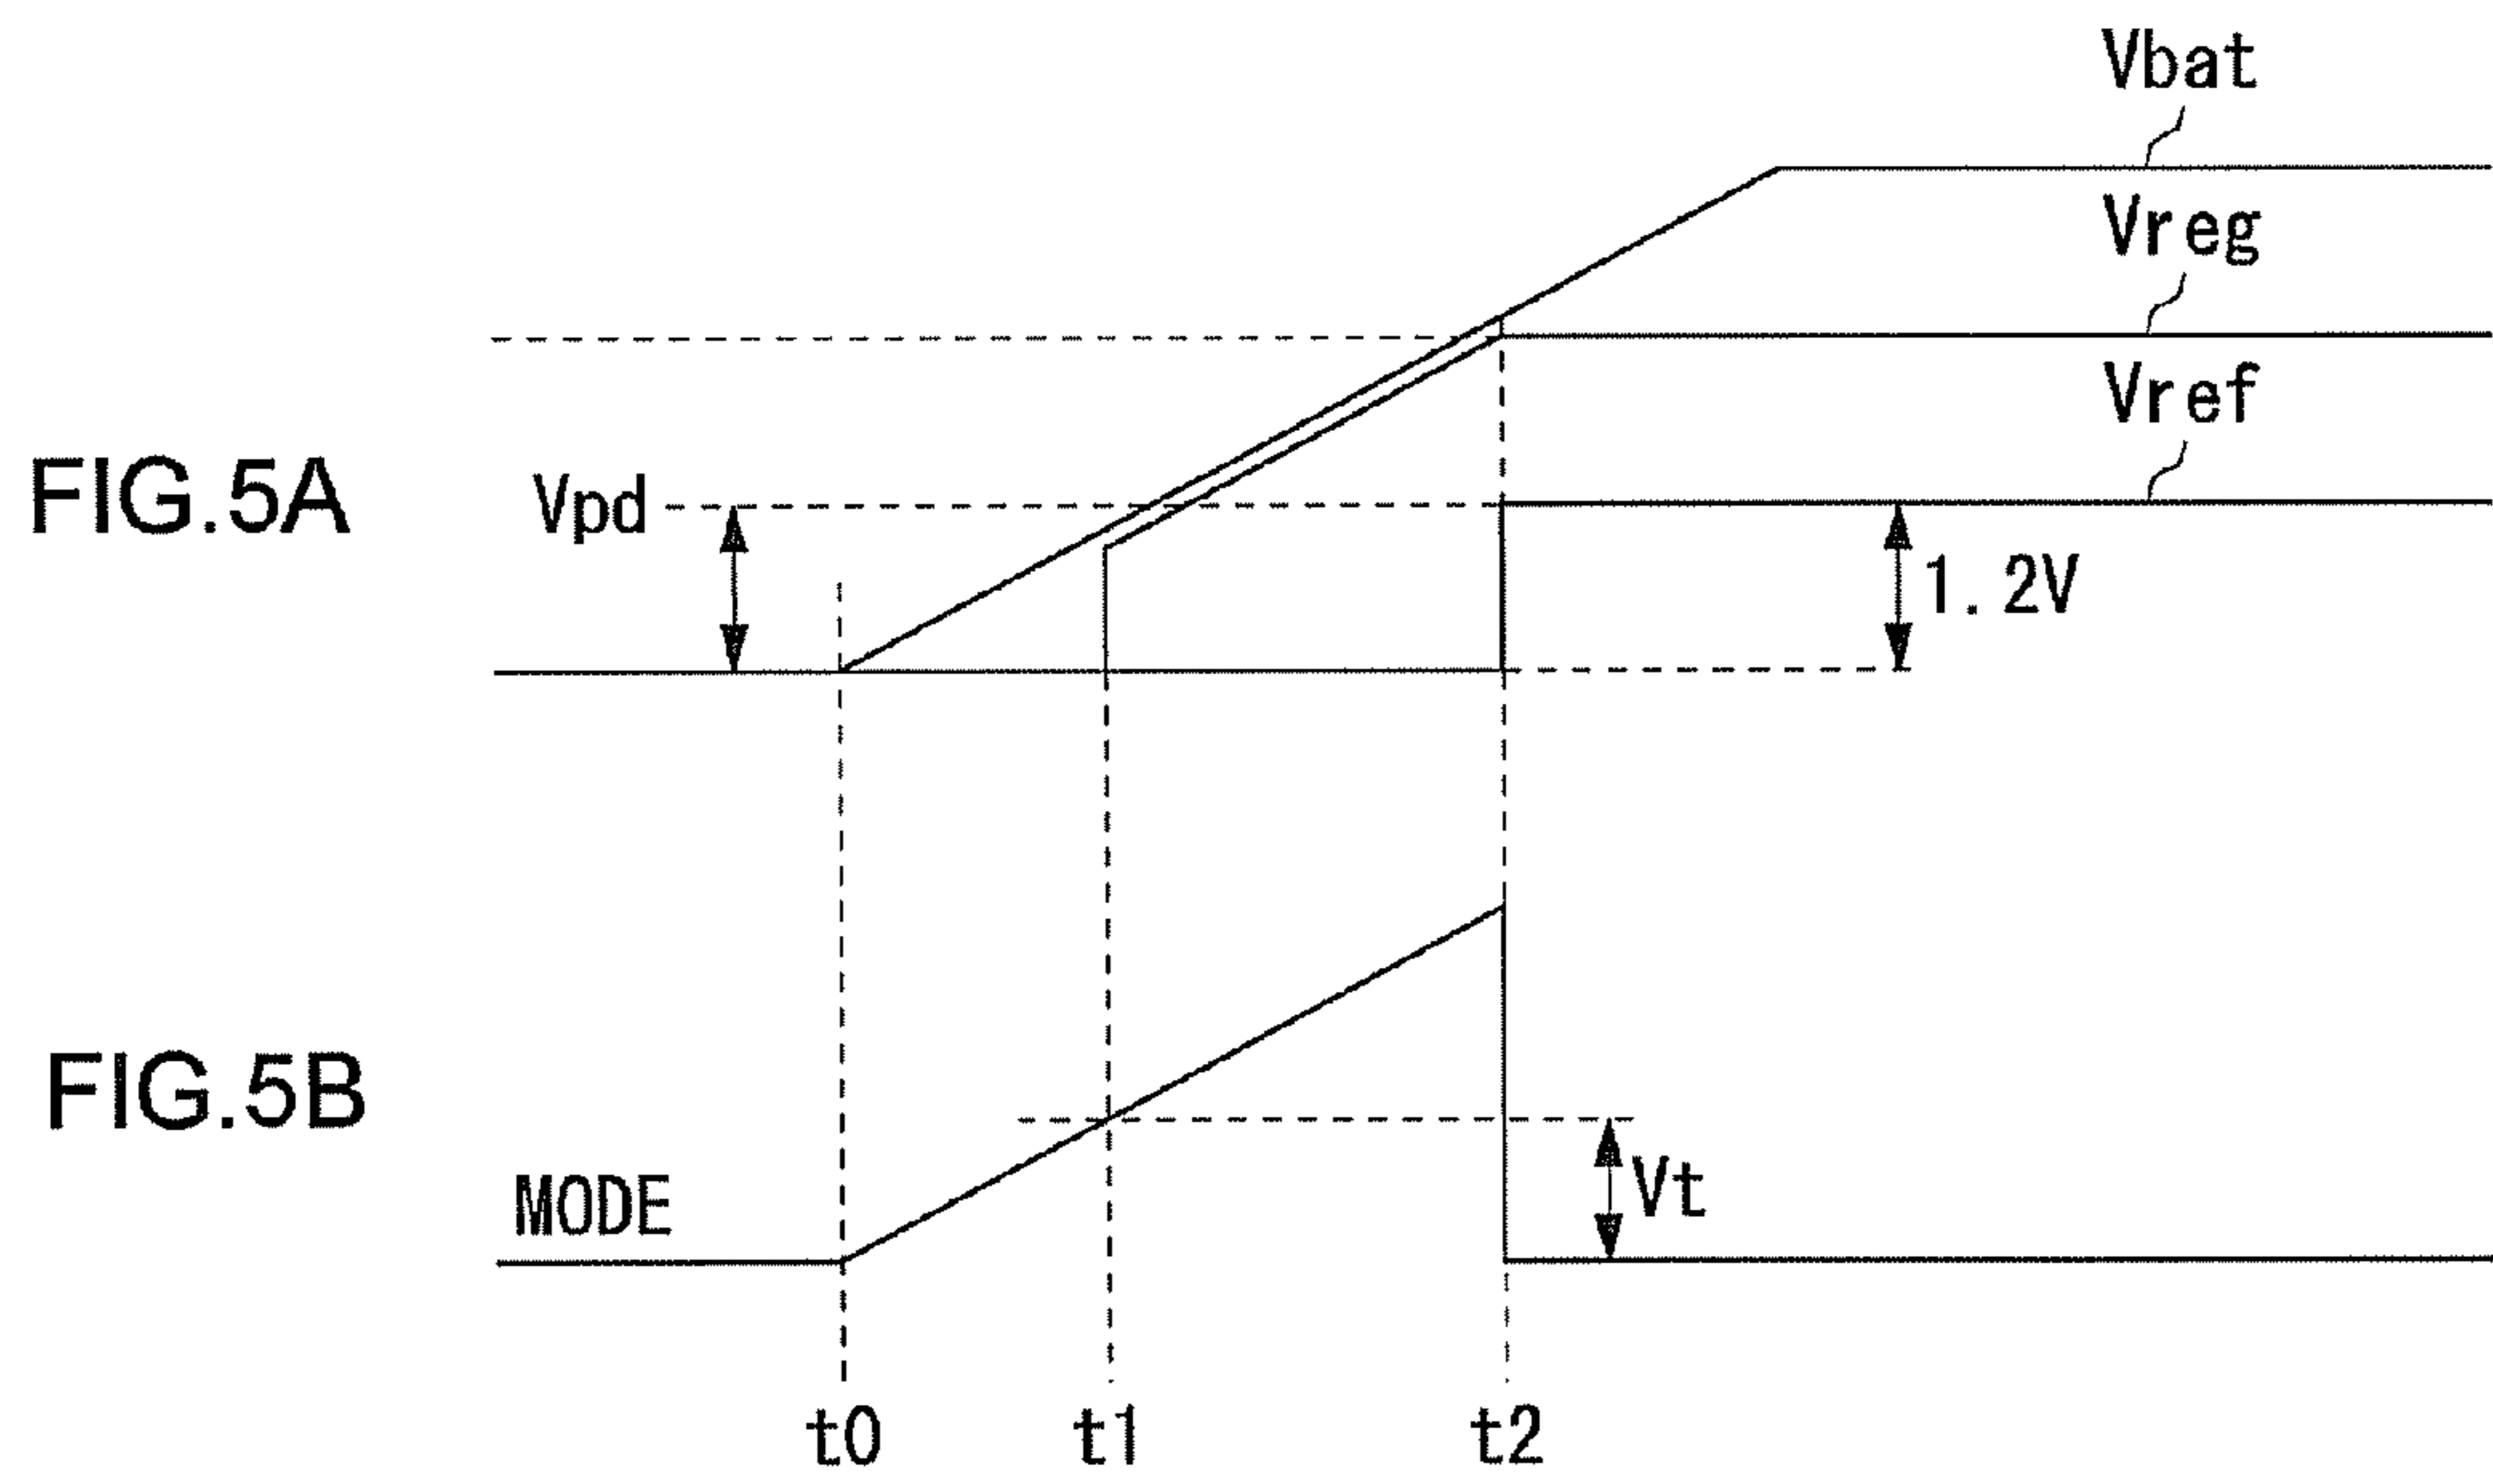 Vbat
Vreg
Vref
FIG.5A
Vpd
1.2V
FIG.5B
MODE
Vt
t0 t1 t2